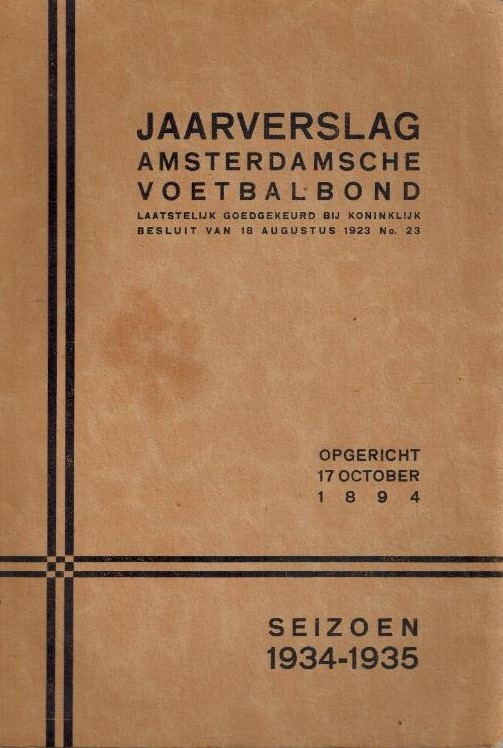 JAARVERSLAG
AMSTERDAMSCHE
VOETBALBOND
LAATSTELIJK GOEDGEKEURD BIJ KONINKLIJK
BESLUIT VAN 18 AUGUSTUS 1923 No. 23
OPGERICHT
17 OCTOBER
1894
SEIZOEN
1934-1935